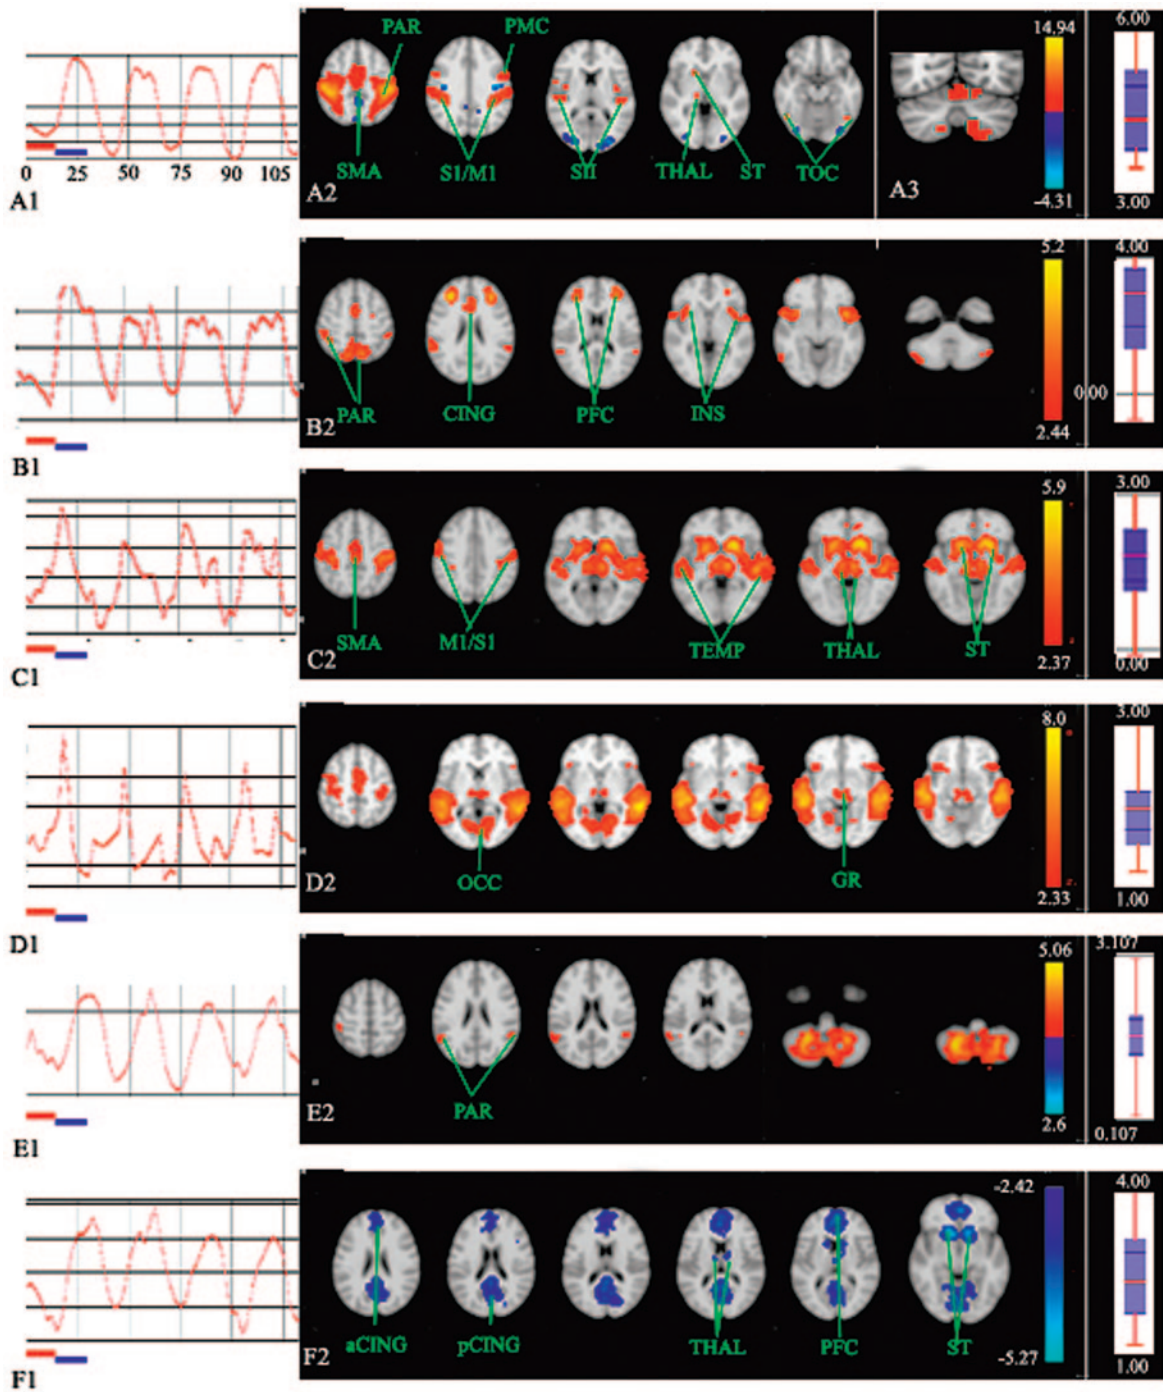 PAR PMC 14,94 6.00
0 25 50 75 90 105
SMA S1/M1 SII THAL ST TOC
A1 A2 A3 -4.31 3.00
5.2 4.00
0.00
PAR CING PFC INS
B2 2.44
B1
5.9 3.00
SMA M1/S1 TEMP THAL ST
C2 2.37 0.00
C1
8.0 3.00
OCC GR
D2 2.33 1.00
D1
5.06 3.107
PAR
E2 2.6 0.107
E1
-2.42 4.00
aCING pCING THAL PFC ST
F2 -5.27 1.00
F1